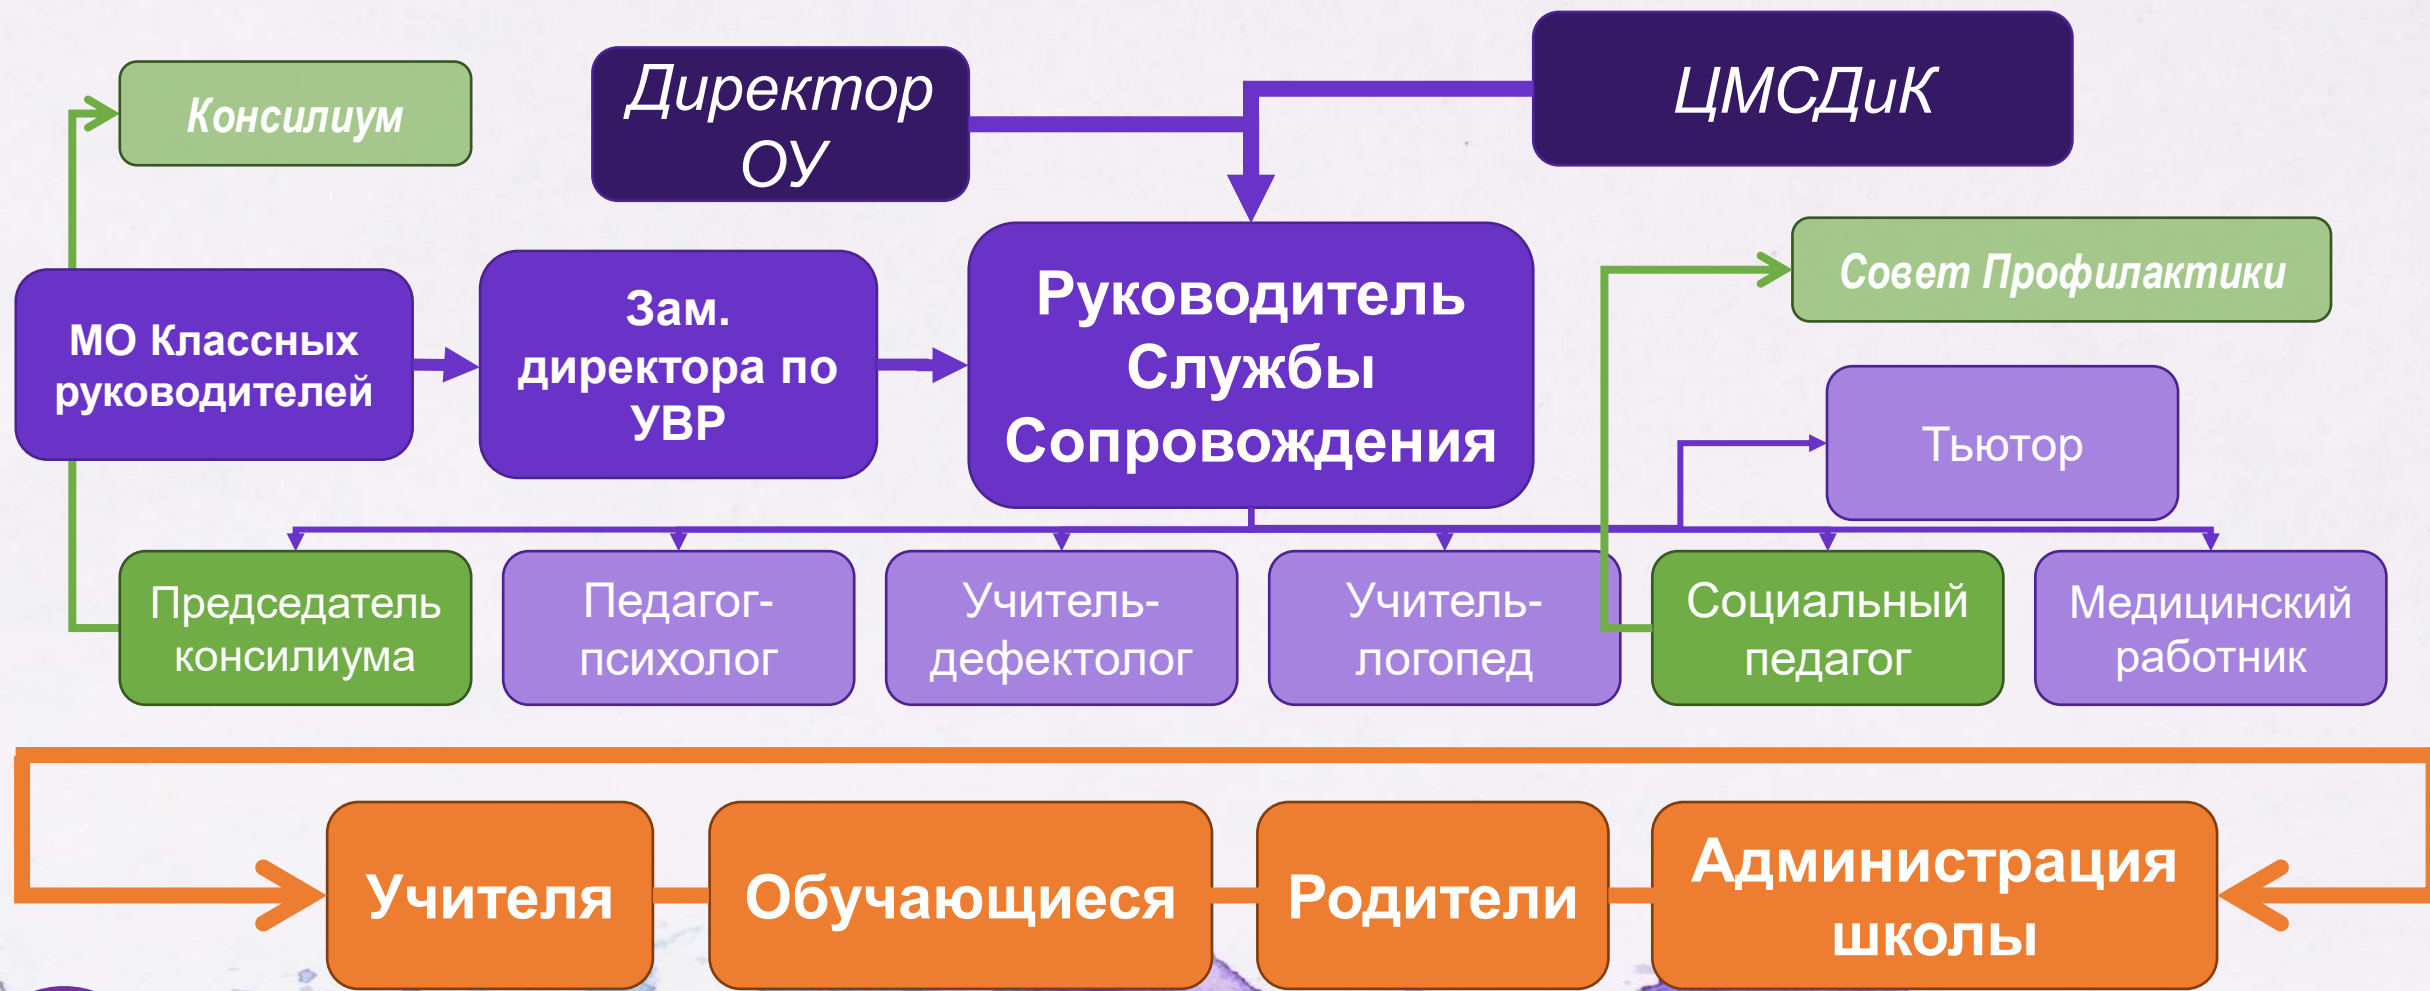 Консилиум
Директор
ОУ
ЦМСДиК
МО Классных
руководителей
Зам.
директора по
УВР
Руководитель
Службы
Сопровождения
Совет Профилактики
Тьютор
Председатель
консилиума
Педагог-
психолог
Учитель-
дефектолог
Учитель-
логопед
Социальный
педагог
Медицинский
работник
Учителя
Обучающиеся
Родители
Администрация
школы